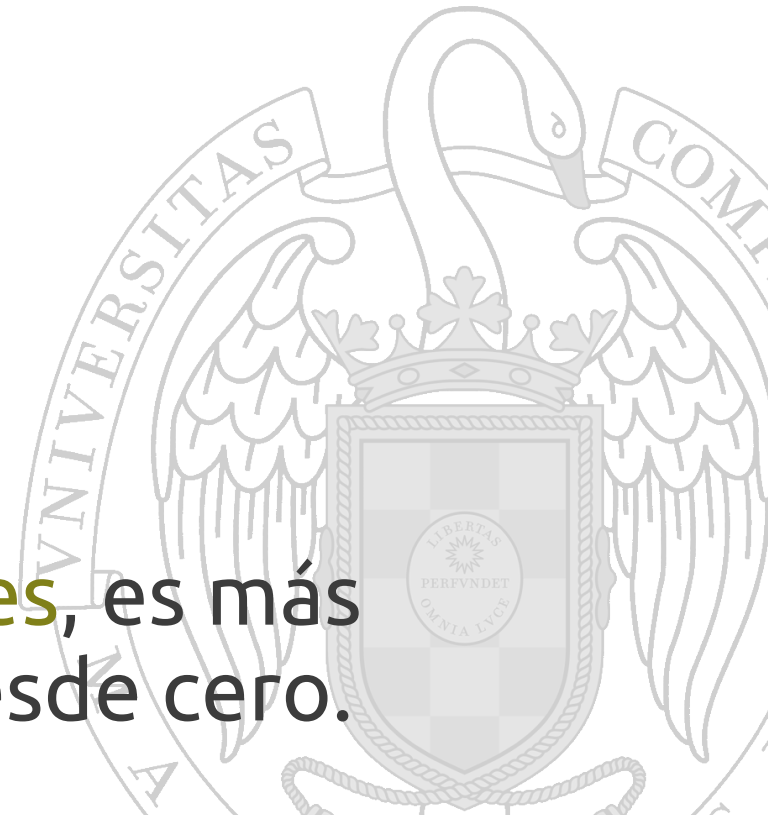 VNIVERSITAS
COM
LIBERTAS
PERFVNDET
OMNIA LVCE
es, es más
esde cero.